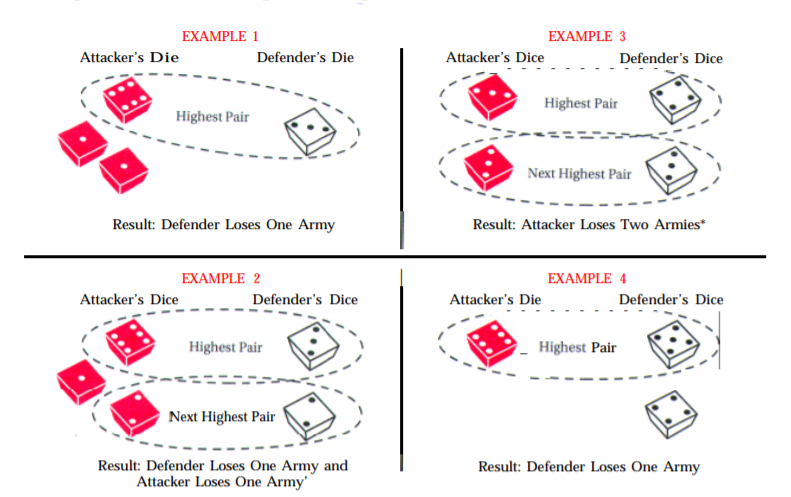 EXAMPLE 1
Attacker's Die
Defender's Die
Highest Pair
Result: Defender Loses One Army
EXAMPLE 3
Attacker's Dice
Defender's Dice
Highest Pair
Next Highest Pair
Result: Attacker Loses Two Armies*
EXAMPLE 2
Attacker's Dice
Defender's Dice
Highest Pair
Next Highest Pair
Result: Defender Loses One Army and
Attacker Loses One Army'
EXAMPLE 4
Attacker's Die
Defender's Dice
Highest Pair
Result: Defender Loses One Army